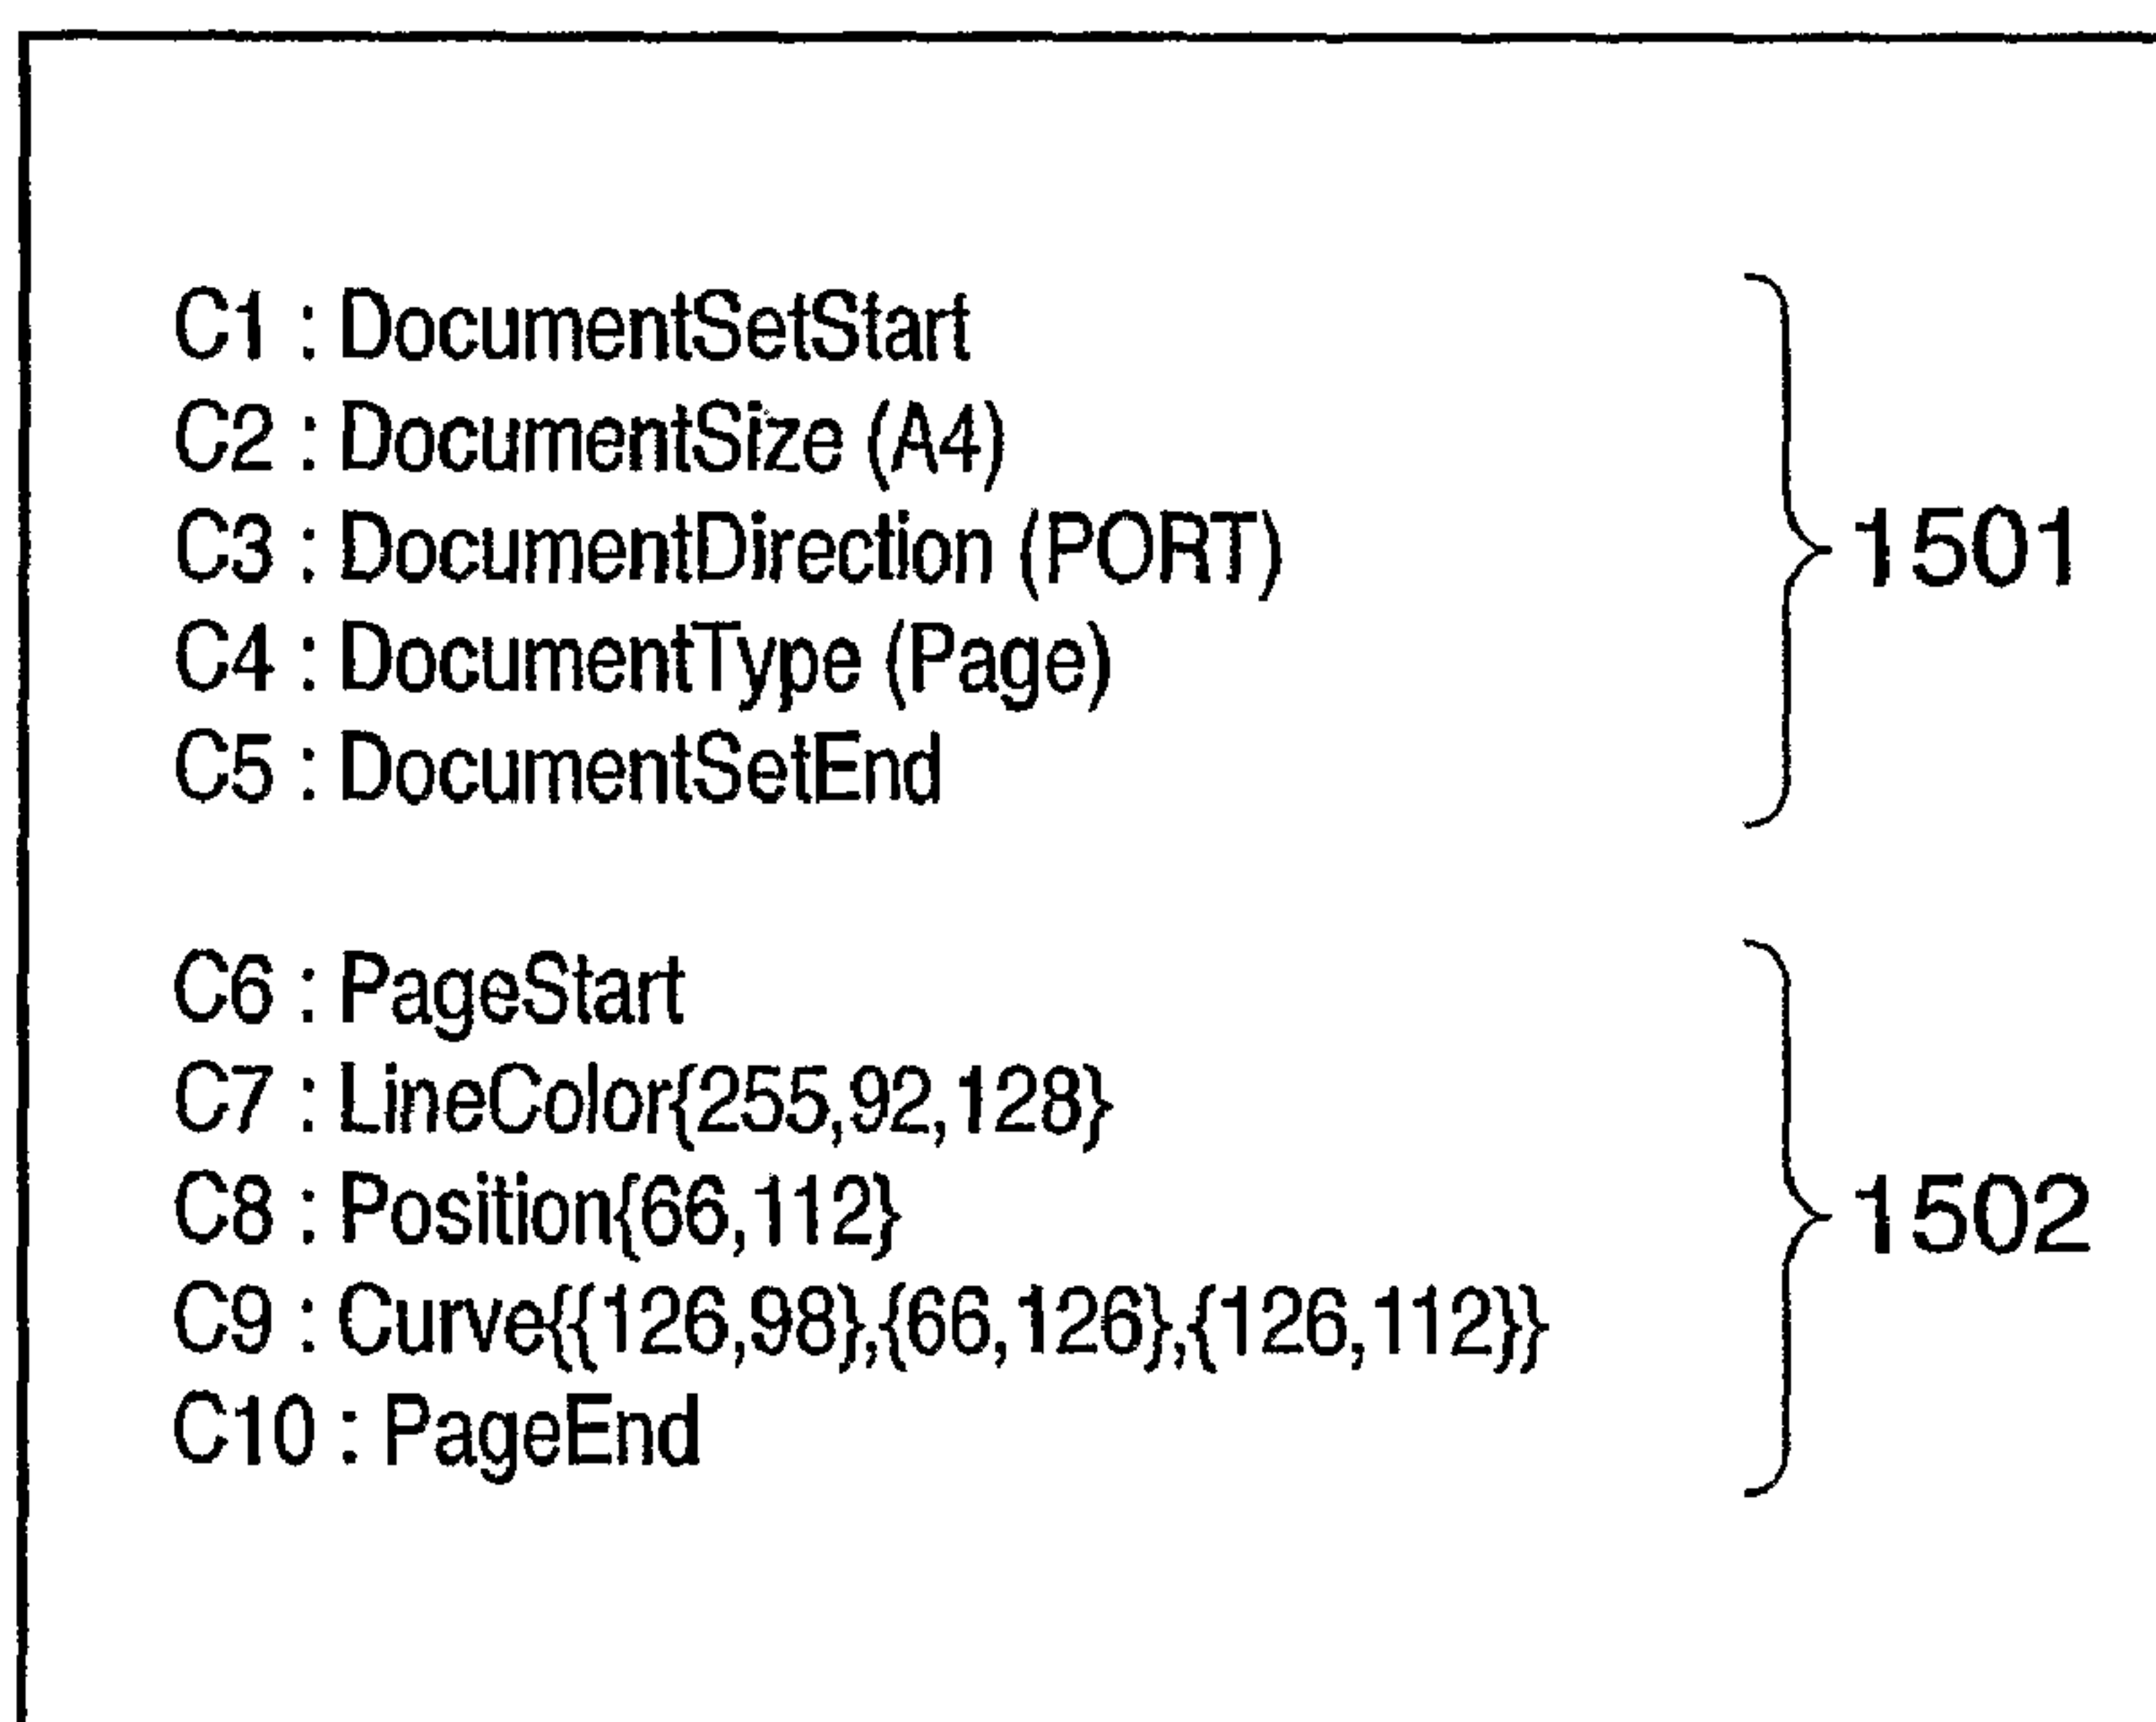 C1 : DocumentSetStart
C2 : DocumentSize (A4)
C3 : DocumentDirection (PORT)
C4 : DocumentType (Page)
C5 : DocumentSetEnd
1501
C6 : PageStart
C7 : LineColor{255,92,128}
C8 : Position{66,112}
C9 : Curve{{126,98},{66,126},{126,112}}
C10 : PageEnd
1502